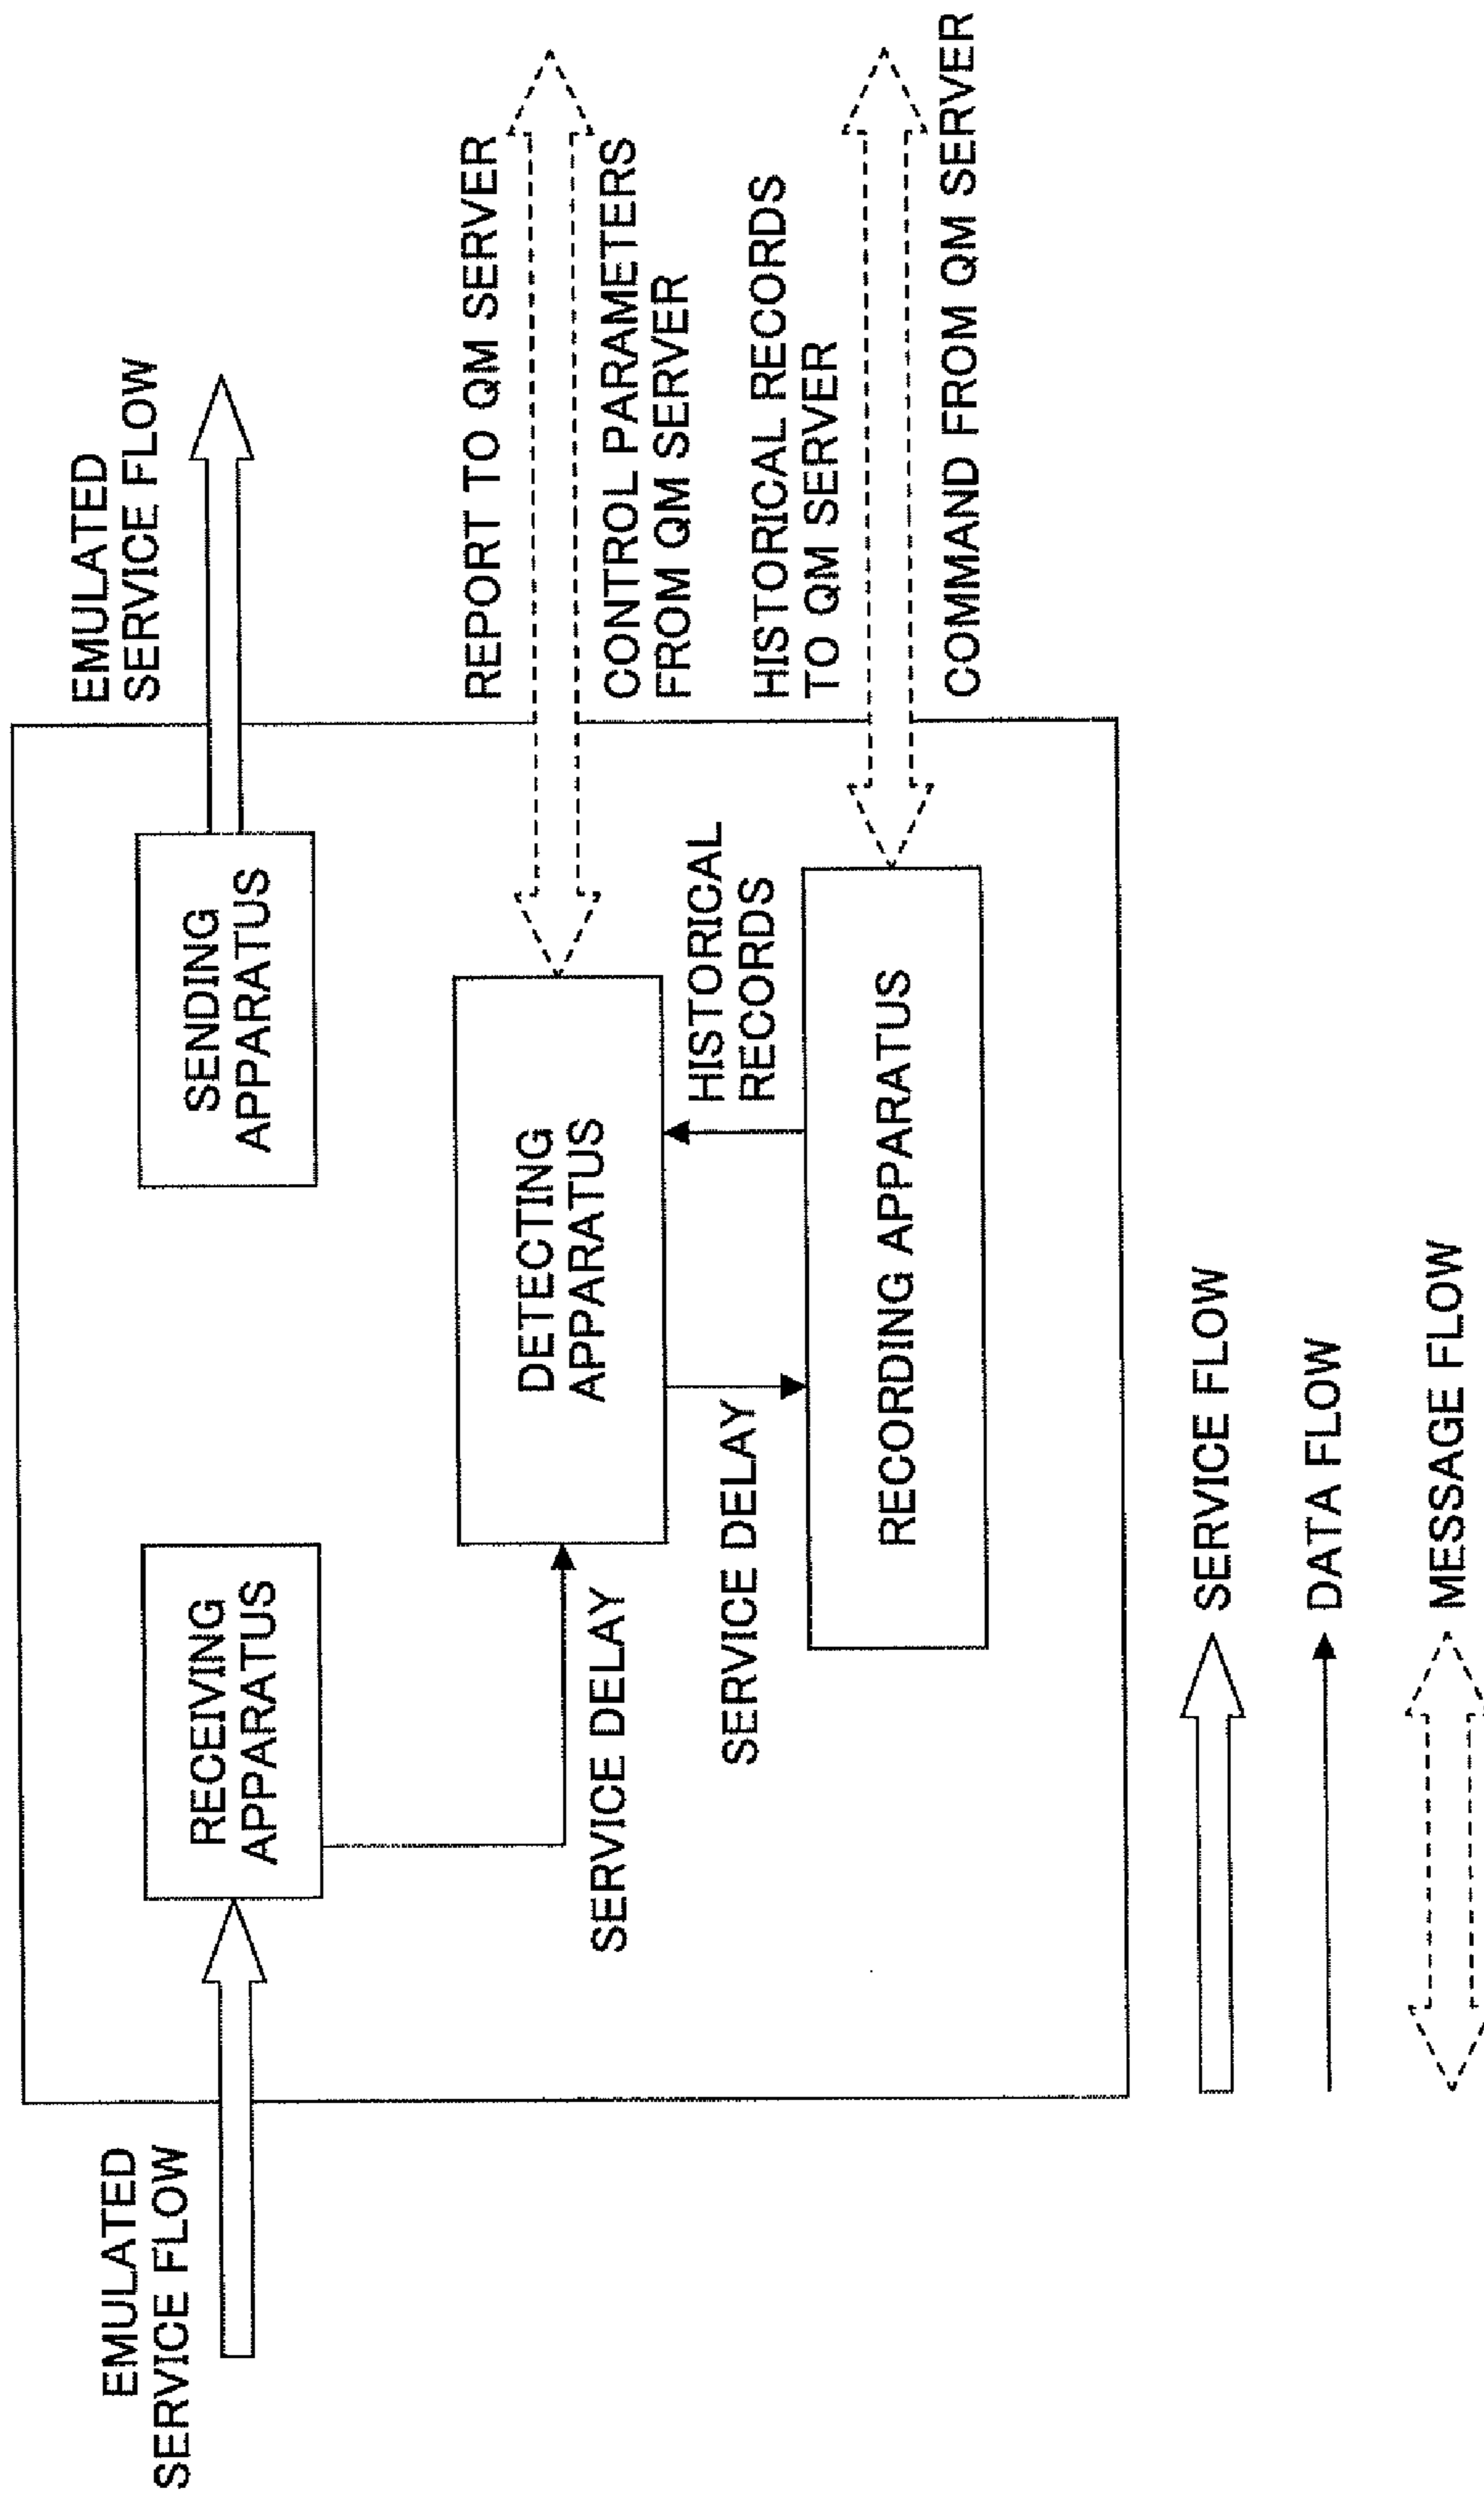 EMULATED
SERVICE FLOW
RECEIVING
APPARATUS
SENDING
APPARATUS
EMULATED
SERVICE FLOW
SERVICE DELAY
DETECTING
APPARATUS
REPORT TO QM SERVER
CONTROL PARAMETERS
FROM QM SERVER
SERVICE DELAY
HISTORICAL
RECORDS
HISTORICAL RECORDS
TO QM SERVER
RECORDING APPARATUS
COMMAND FROM QM SERVER
SERVICE FLOW
DATA FLOW
MESSAGE FLOW